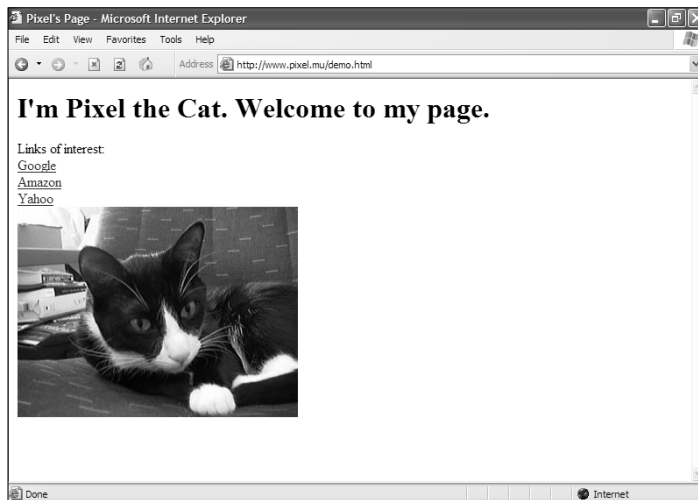 Pixel's Page - Microsoft Internet Explorer
File Edit View Favorites Tools Help
Address http://www.pixel.mu/demo.html
I'm Pixel the Cat. Welcome to my page.
Links of interest:
Google
Amazon
Yahoo
Done Internet